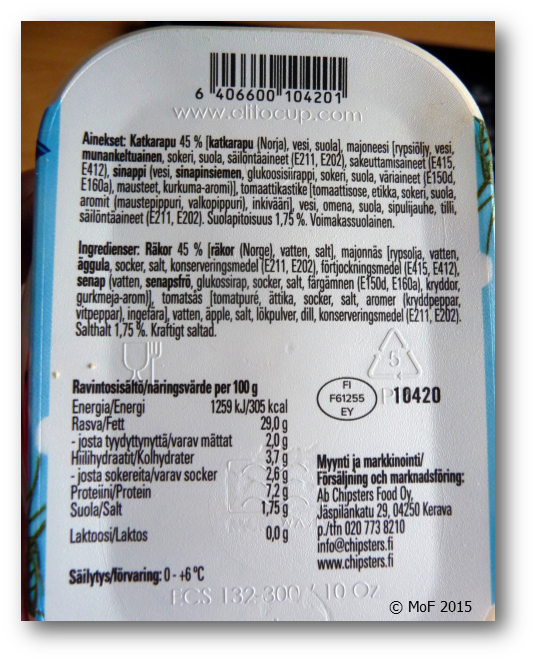 6 406600 104201
Ainekset: Katkarapu 45 % [katkarapu (Norja), vesi, suola], majoneesi [rypsiöljy, vesi,
munankeltuainen, sokeri, suola, säilöntäaineet (E211, E202), sakeuttamisaineet (E415,
E412), sinappi (vesi, sinapinsiemen, glukoosisiirappi, sokeri, suola, väriaineet (E150d,
E160a), mausteet, kurkuma-aromi)], tomaattikastike [tomaattisose, etikka, sokeri, suola,
aromit (maustepippuri, valkopippuri), inkivääri], vesi, omena, suola, sipulijauhe, tilli,
säilöntäaineet (E211, E202). Suolapitoisuus 1,75 %. Voimakassuolainen.
Ingredienser: Räkor 45 % [räkor (Norge), vatten, salt], majonnäs [rypsolja, vatten,
äggula, socker, salt, konserveringsmedel (E211, E202), förtjockningsmedel (E415, E412),
senap (vatten, senapsfrö, glukossirap, socker, salt, färgämnen (E150d, E160a), kryddor,
gurkmeja-arom)], tomatsås [tomatpuré, ättika, socker, salt, aromer (kryddpeppar,
vitpeppar), ingefära], vatten, äpple, salt, lökpulver, dill, konserveringsmedel (E211, E202).
Salthalt 1,75 %. Kraftigt saltad.
5
Ravintosisältö/näringsvärde per 100 g
Energia/Energi 1259 kJ/305 kcal
Rasva/Fett 29,0 g
- josta tyydyttynyttä/varav mättat 2,0 g
Hiilihydraatit/Kolhydrater 3,7 g
- josta sokereita/varav socker 2,6 g
Proteiini/Protein 7,2 g
Suola/Salt 1,75 g
Laktoosi/Laktos 0,0 g
Säilytys/förvaring: 0 - +6 °C
FI
F61255
EY
P10420
Myynti ja markkinointi/
Försäljning och marknadsföring:
Ab Chipsters Food Oy,
Jäspilänkatu 29, 04250 Kerava
p./tfn 020 773 8210
info@chipsters.fi
www.chipsters.fi
ECS 132-300 / 10 Oz
© MoF 2015